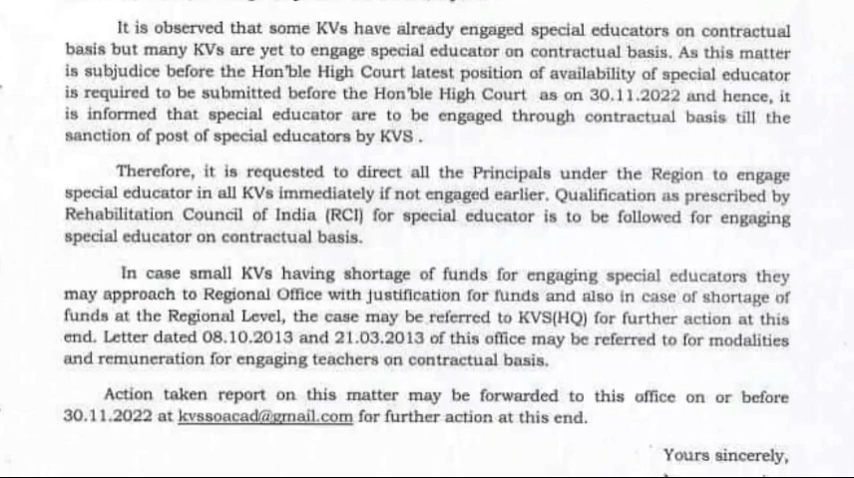 It is observed that some KVs have already engaged special educators on contractual
basis but many KVs are yet to engage special educator on contractual basis. As this matter
is subjudice before the Hon'ble High Court latest position of availability of special educator
is required to be submitted before the Hon'ble High Court as on 30.11.2022 and hence, it
is informed that special educator are to be engaged through contractual basis till the
sanction of post of special educators by KVS .
Therefore, it is requested to direct all the Principals under the Region to engage
special educator in all KVs immediately if not engaged earlier. Qualification as prescribed by
Rehabilitation Council of India (RCI) for special educator is to be followed for engaging
special educator on contractual basis.
In case small KVs having shortage of funds for engaging special educators they
may approach to Regional Office with justification for funds and also in case of shortage of
funds at the Regional Level, the case may be referred to KVS(HQ) for further action at this
end. Letter dated 08.10.2013 and 21.03.2013 of this office may be referred to for modalities
and remuneration for engaging teachers on contractual basis.
Action taken report on this matter may be forwarded to this office on or before
30.11.2022 at kvssoacad@gmail.com for further action at this end.
Yours sincerely,